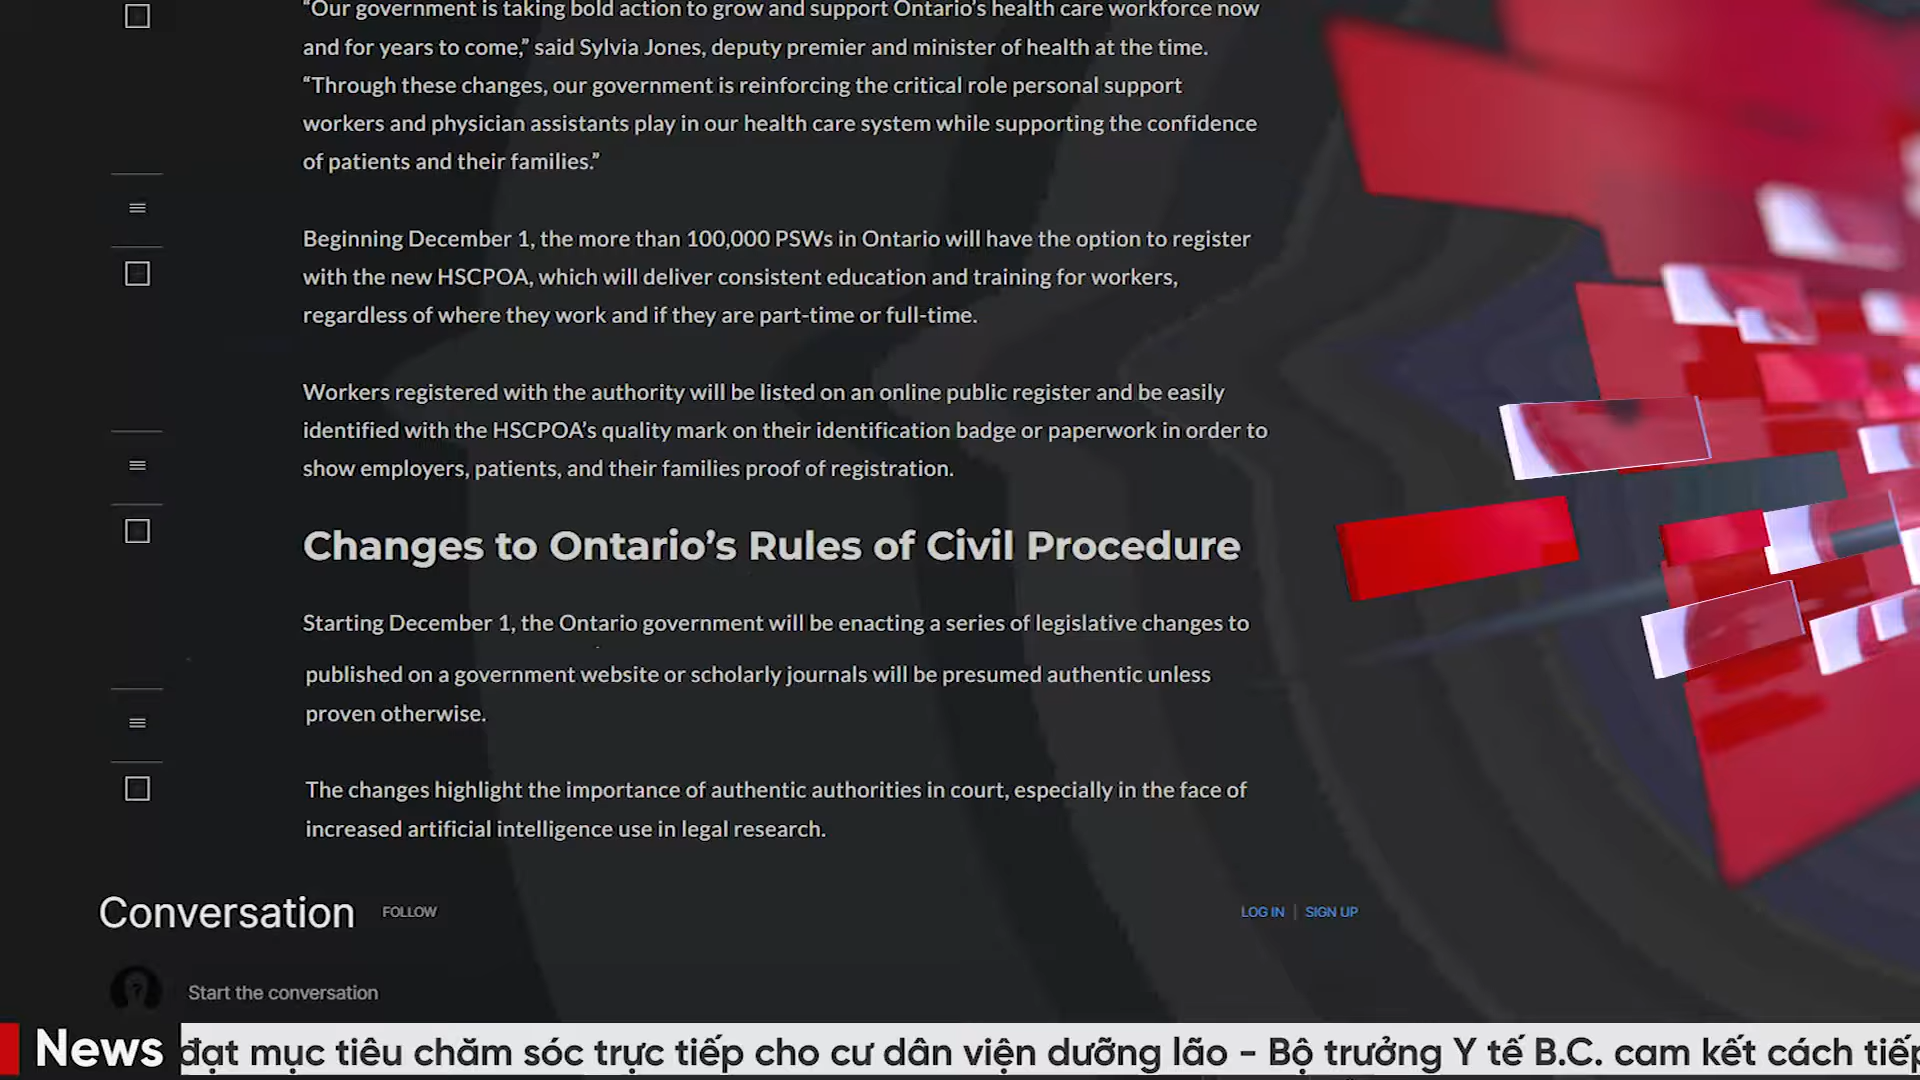 “Our government is taking bold action to grow and support Ontario’s health care workforce now
and for years to come,” said Sylvia Jones, deputy premier and minister of health at the time.
“Through these changes, our government is reinforcing the critical role personal support
workers and physician assistants play in our health care system while supporting the confidence
of patients and their families.”
Beginning December 1, the more than 100,000 PSWs in Ontario will have the option to register
with the new HSCPOA, which will deliver consistent education and training for workers,
regardless of where they work and if they are part-time or full-time.
Workers registered with the authority will be listed on an online public register and be easily
identified with the HSCPOA’s quality mark on their identification badge or paperwork in order to
show employers, patients, and their families proof of registration.
Changes to Ontario’s Rules of Civil Procedure
Starting December 1, the Ontario government will be enacting a series of legislative changes to
published on a government website or scholarly journals will be presumed authentic unless
proven otherwise.
The changes highlight the importance of authentic authorities in court, especially in the face of
increased artificial intelligence use in legal research.
Conversation FOLLOW LOG IN | SIGN UP
Start the conversation
News đạt mục tiêu chăm sóc trực tiếp cho cư dân viện dưỡng lão - Bộ trưởng Y tế B.C. cam kết cách tiếp